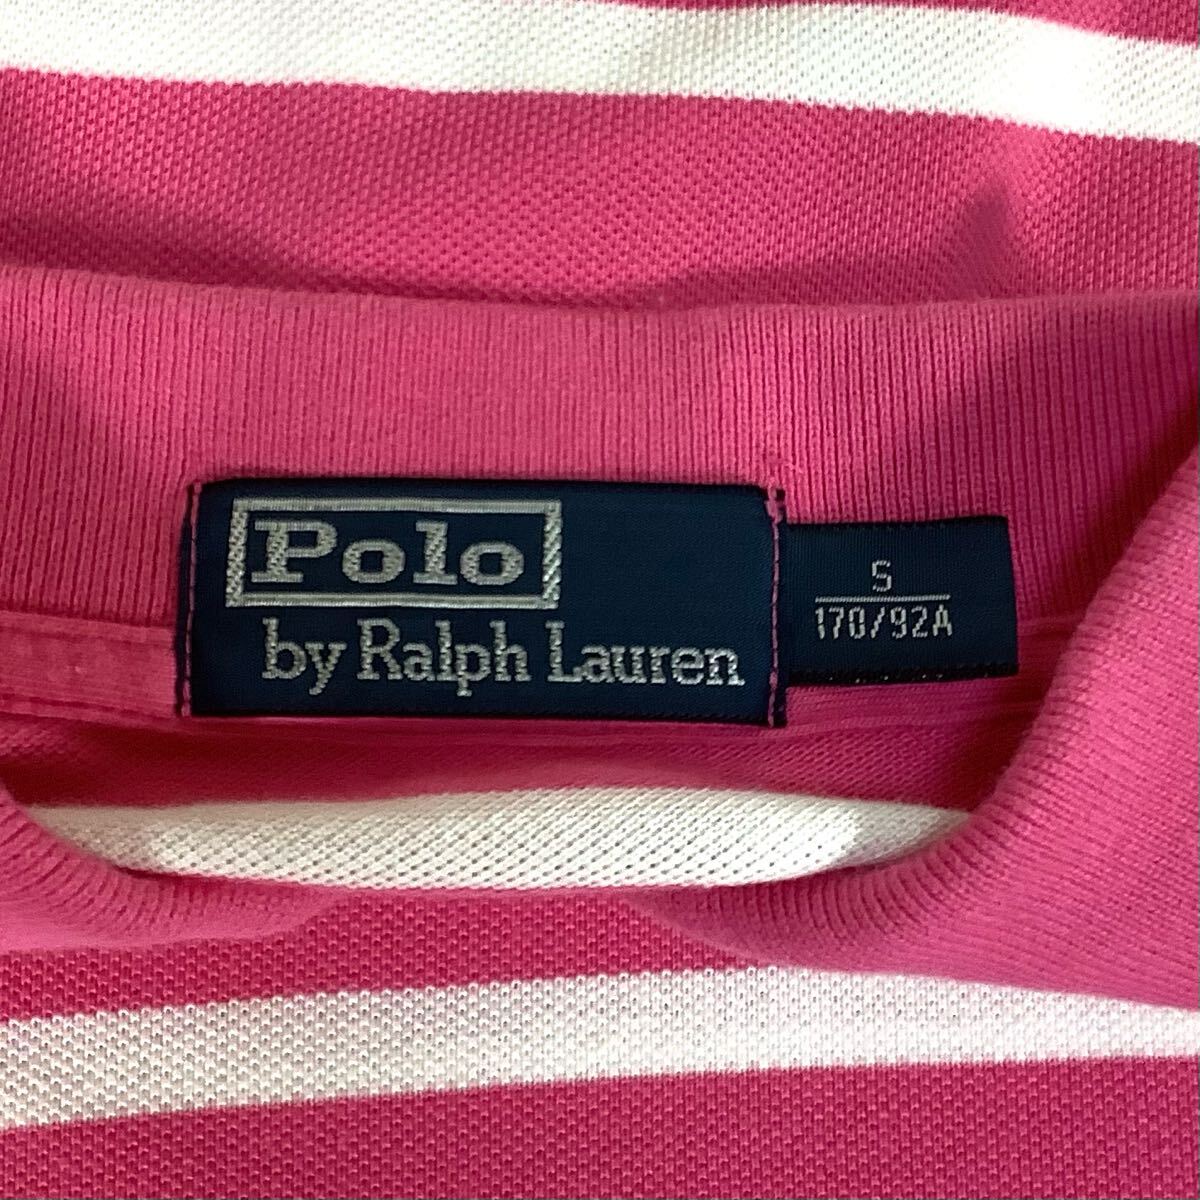 Polo
by Ralph Lauren
S
170/92A